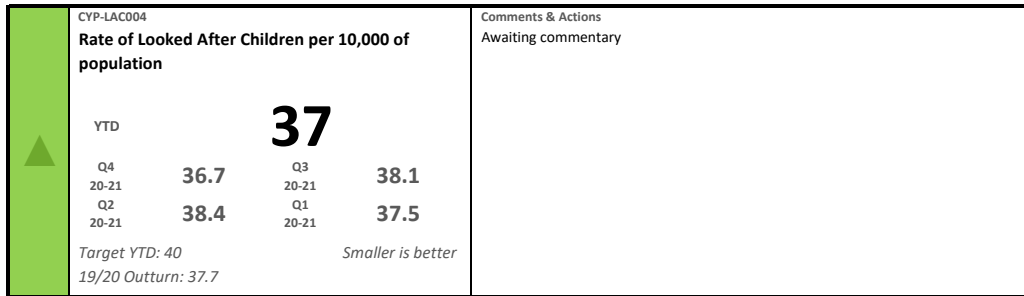 CYP-LAC004
Rate of Looked After Children per 10,000 of
population
YTD 37
Q4
20-21 36.7 Q3
20-21 38.1
Q2
20-21 38.4 Q1
20-21 37.5
Target YTD: 40 Smaller is better
19/20 Outturn: 37.7
Comments & Actions
Awaiting commentary